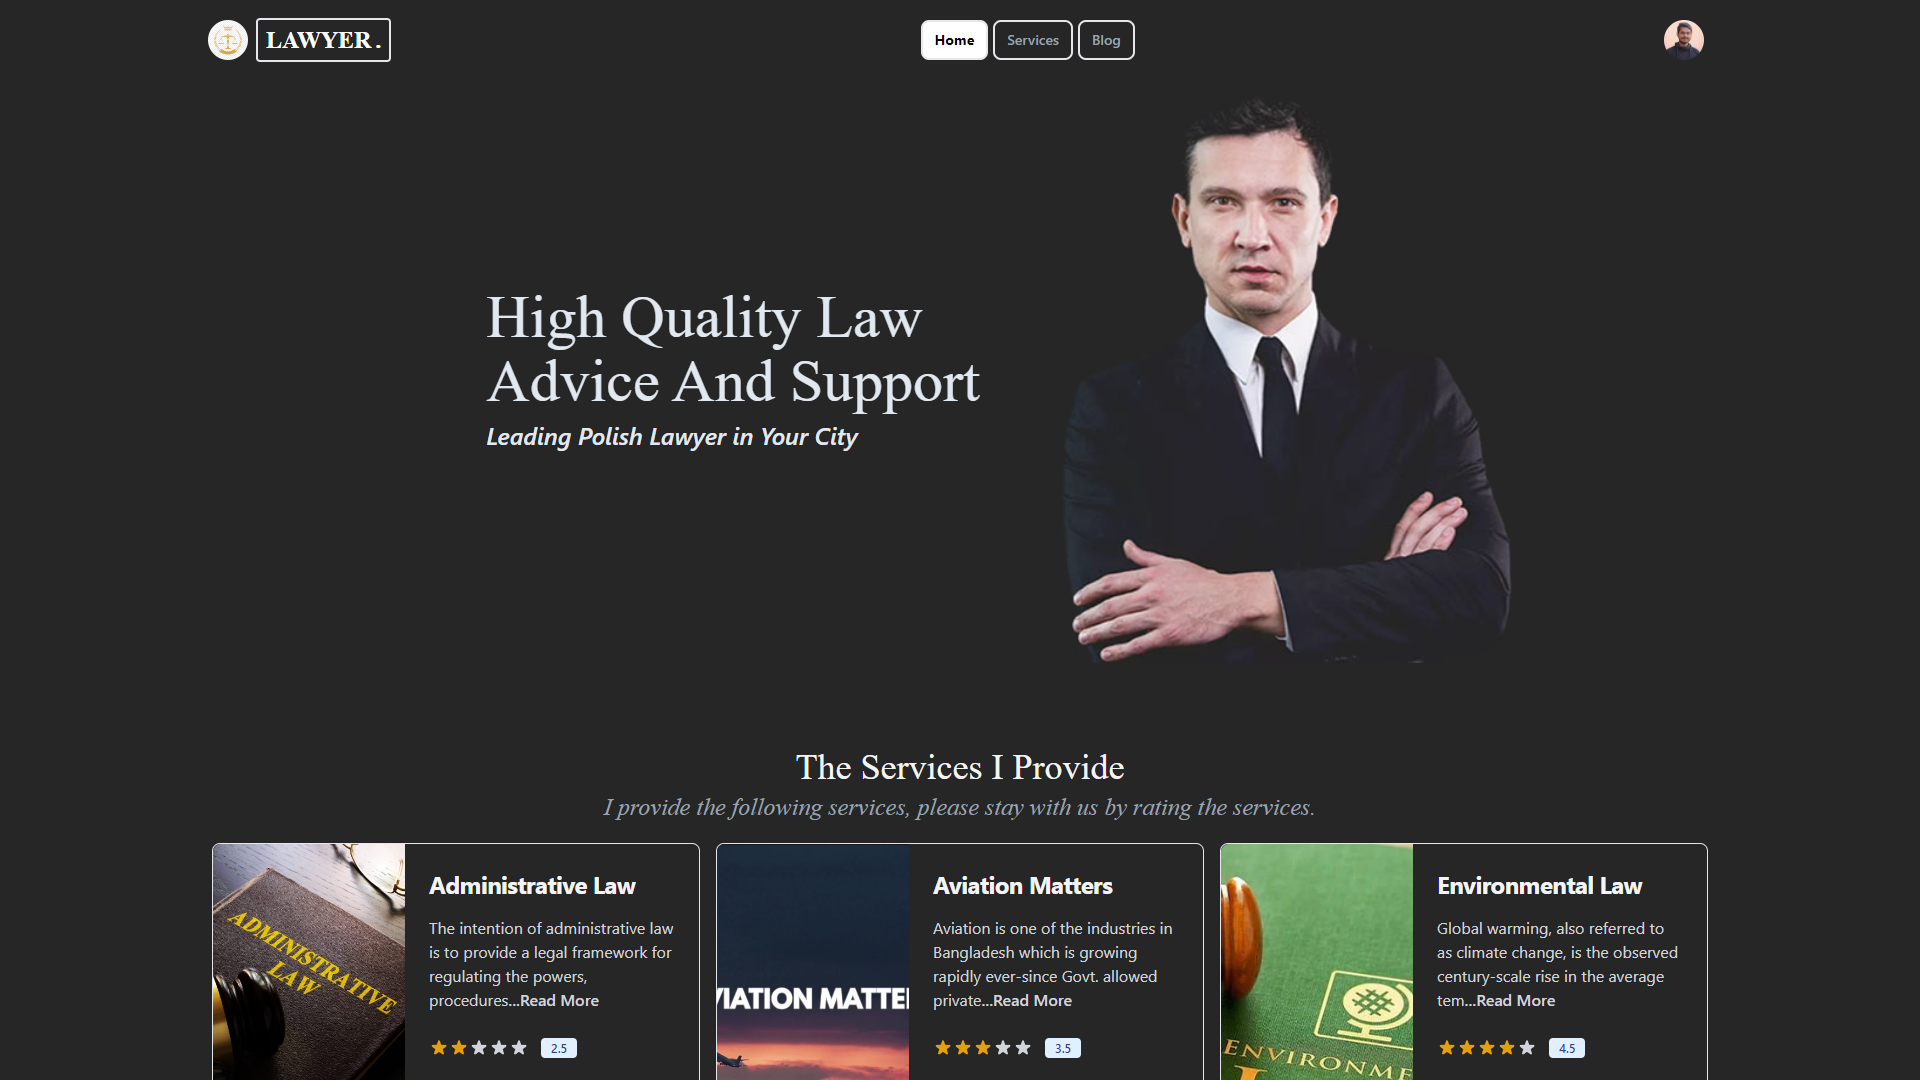 LAWYER.
Home
Services
Blog
High Quality Law
Advice And Support
Leading Polish Lawyer in Your City
The Services I Provide
I provide the following services, please stay with us by rating the services.
ADMINISTRATIVE
LAW
Administrative Law
The intention of administrative law
is to provide a legal framework for
regulating the powers,
procedures...Read More
2.5
VIATION MATTE
Aviation Matters
Aviation is one of the industries in
Bangladesh which is growing
rapidly ever-since Govt. allowed
private...Read More
3.5
ENVIRONME
Environmental Law
Global warming, also referred to
as climate change, is the observed
century-scale rise in the average
tem...Read More
4.5